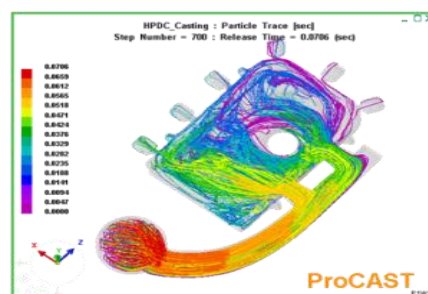 HPDC_Casting : Particle Trace (sec)
Step Number = 700 : Release Time = 0.0706 (sec)
0.0706
0.0659
0.0612
0.0565
0.0518
0.0471
0.0424
0.0376
0.0329
0.0282
0.0235
0.0188
0.0141
0.0094
0.0047
0.0000
X
Y
Z
ProCAST